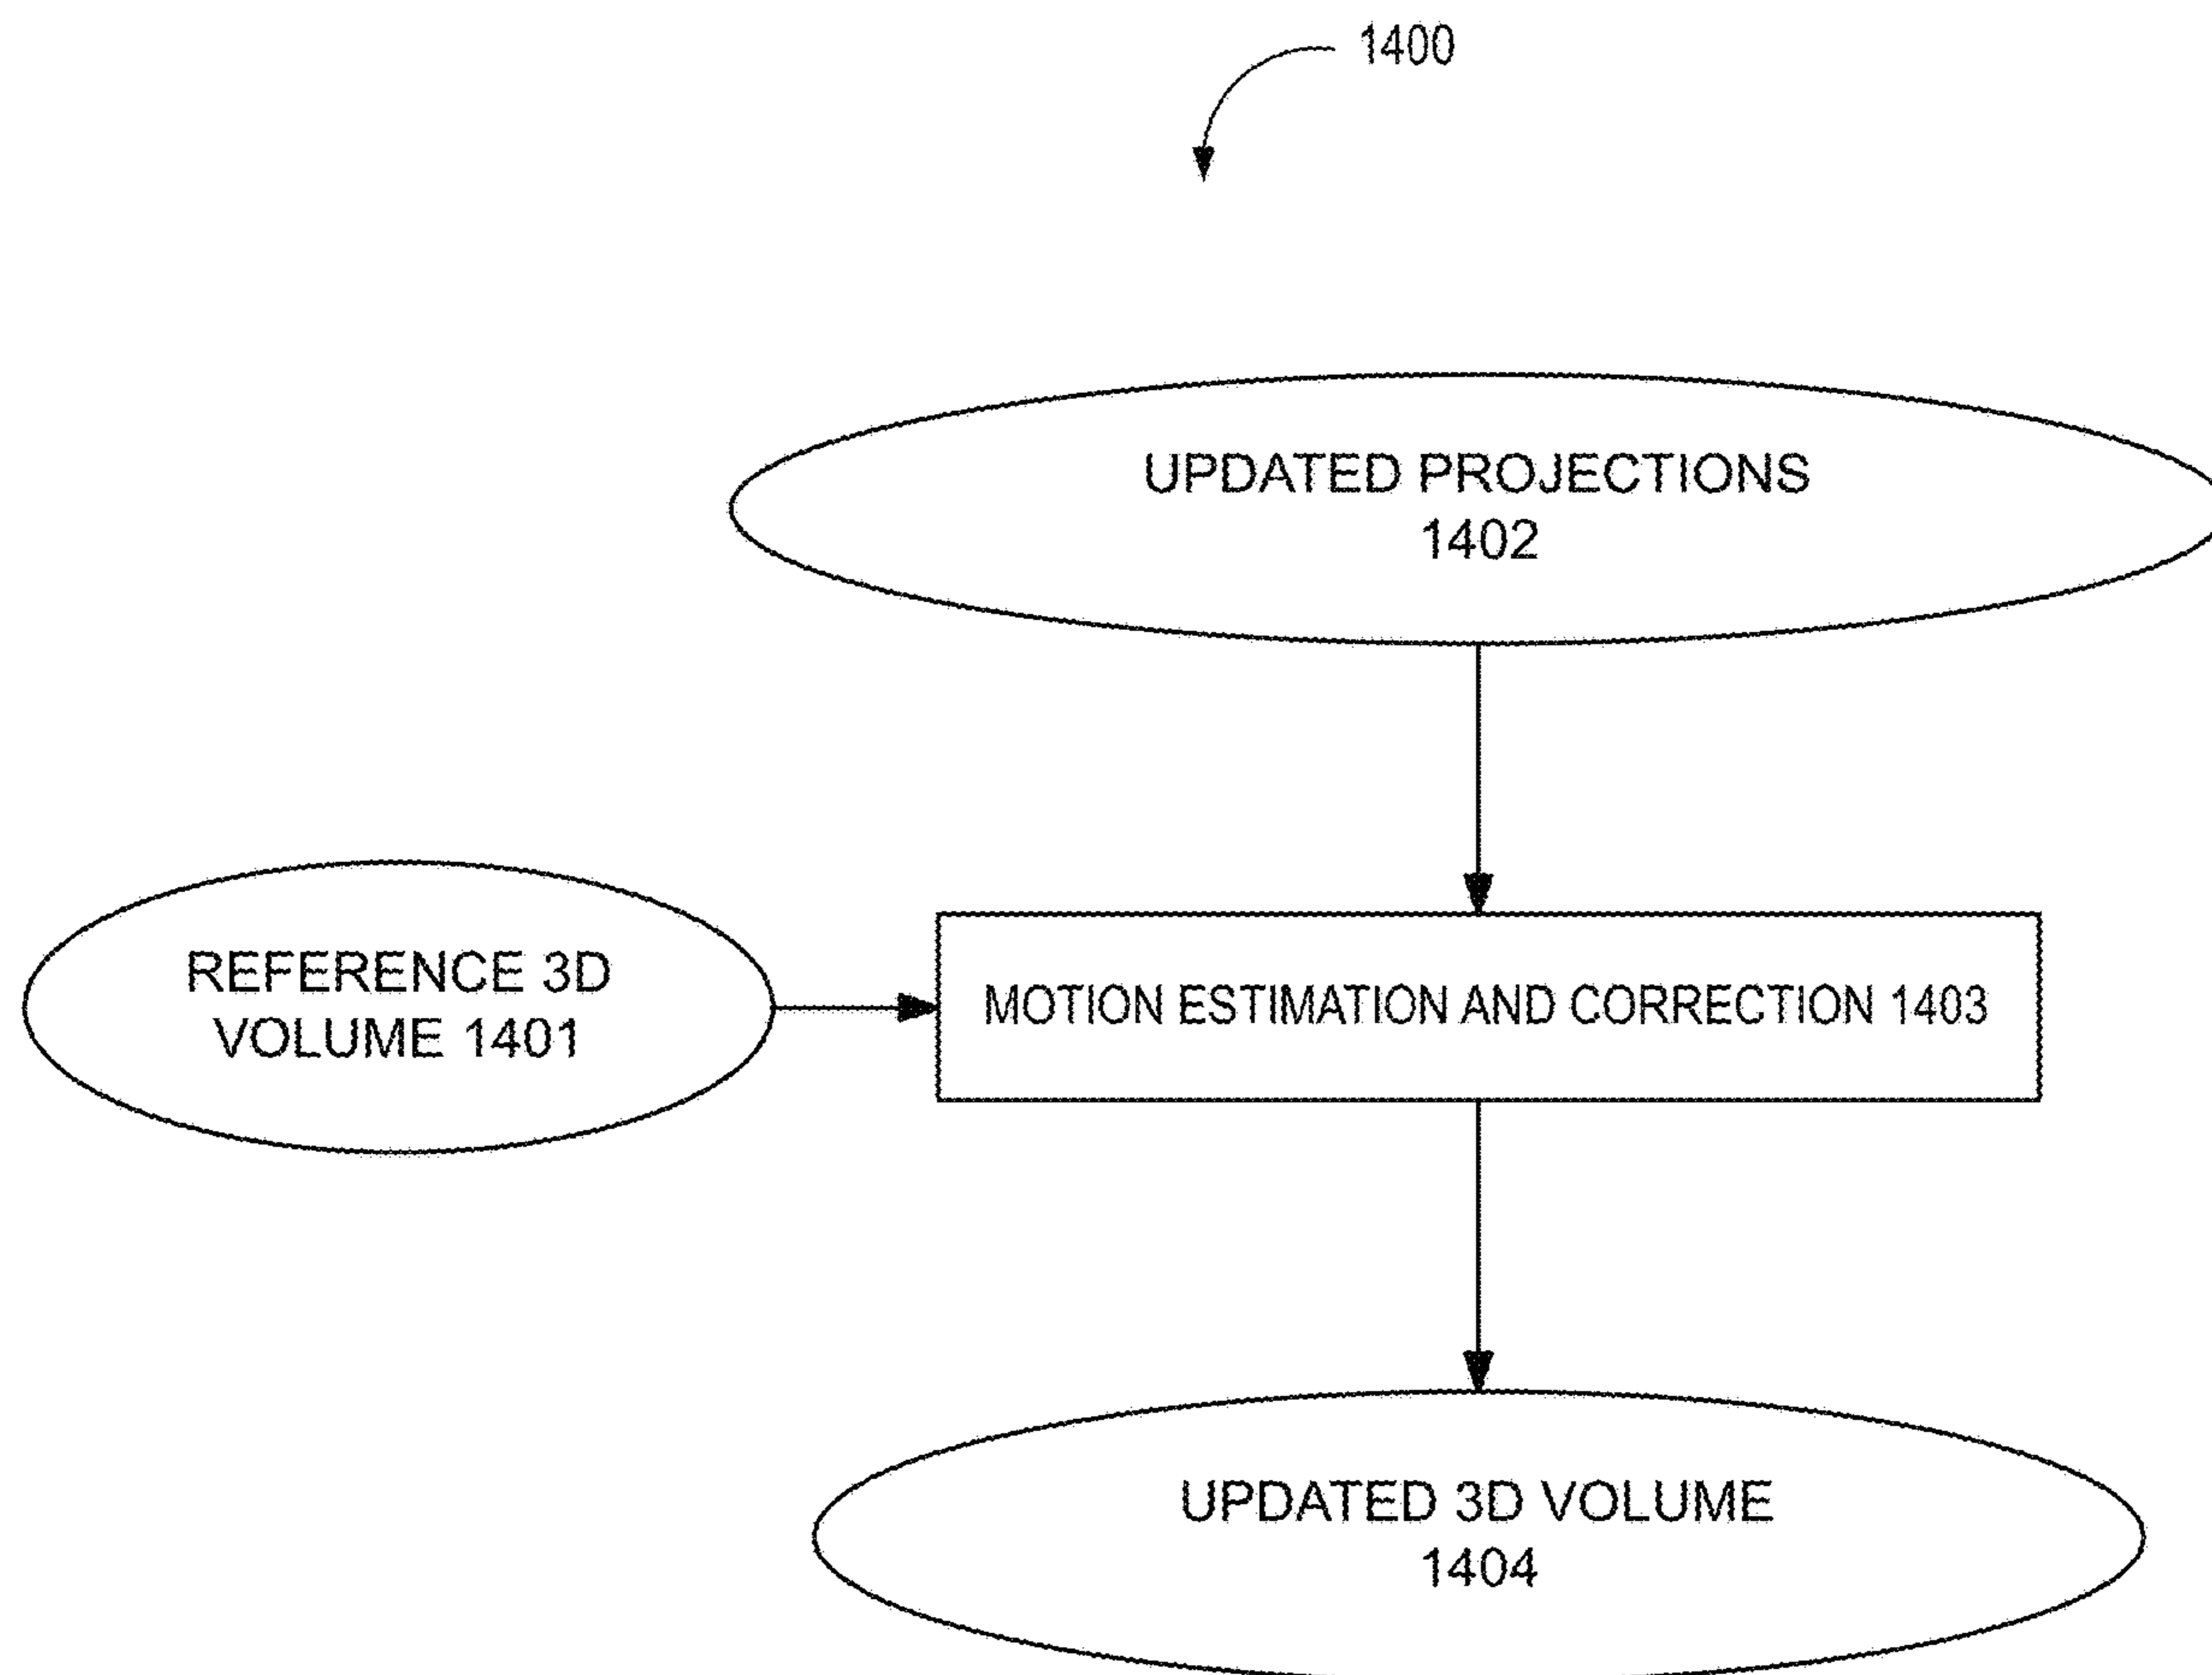 1400
UPDATED PROJECTIONS
1402
REFERENCE 3D
VOLUME 1401
MOTION ESTIMATION AND CORRECTION 1403
UPDATED 3D VOLUME
1404